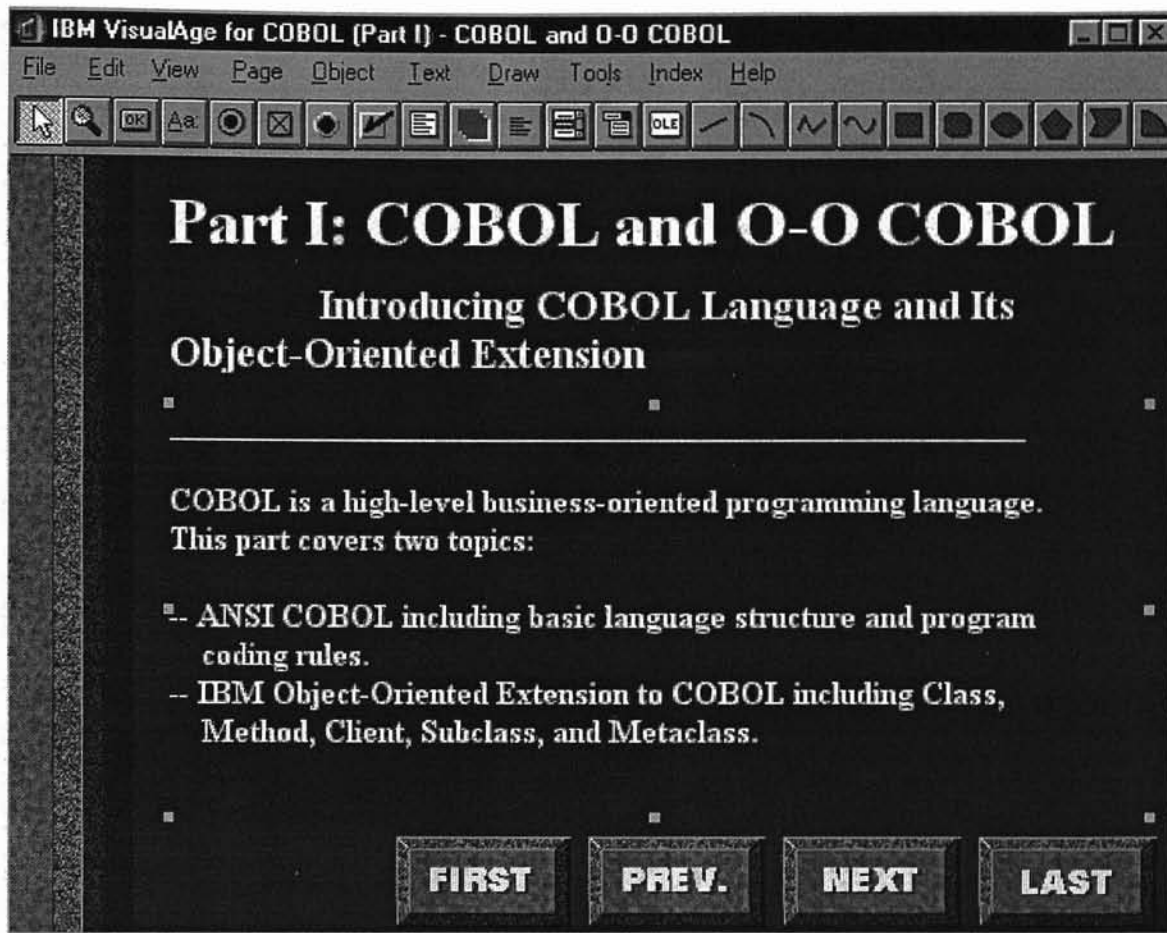 IBM VisualAge for COBOL (Part I) - COBOL and O-O COBOL
File Edit View Page Object Text Draw Tools Index Help
OK Aa: OLE
Part I: COBOL and O-O COBOL
Introducing COBOL Language and Its
Object-Oriented Extension
COBOL is a high-level business-oriented programming language.
This part covers two topics:
-- ANSI COBOL including basic language structure and program
coding rules.
-- IBM Object-Oriented Extension to COBOL including Class,
Method, Client, Subclass, and Metaclass.
FIRST PREV. NEXT LAST